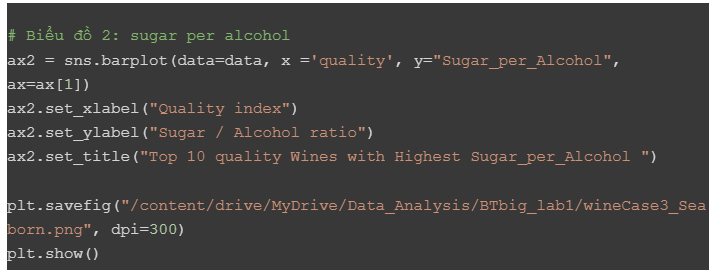 # Biểu đồ 2: sugar per alcohol
ax2 = sns.barplot(data=data, x ='quality', y="Sugar_per_Alcohol",
ax=ax[1])
ax2.set_xlabel("Quality index")
ax2.set_ylabel("Sugar / Alcohol ratio")
ax2.set_title("Top 10 quality Wines with Highest Sugar_per_Alcohol ")
plt.savefig("/content/drive/MyDrive/Data_Analysis/BTbig_lab1/wineCase3_Sea
born.png", dpi=300)
plt.show()